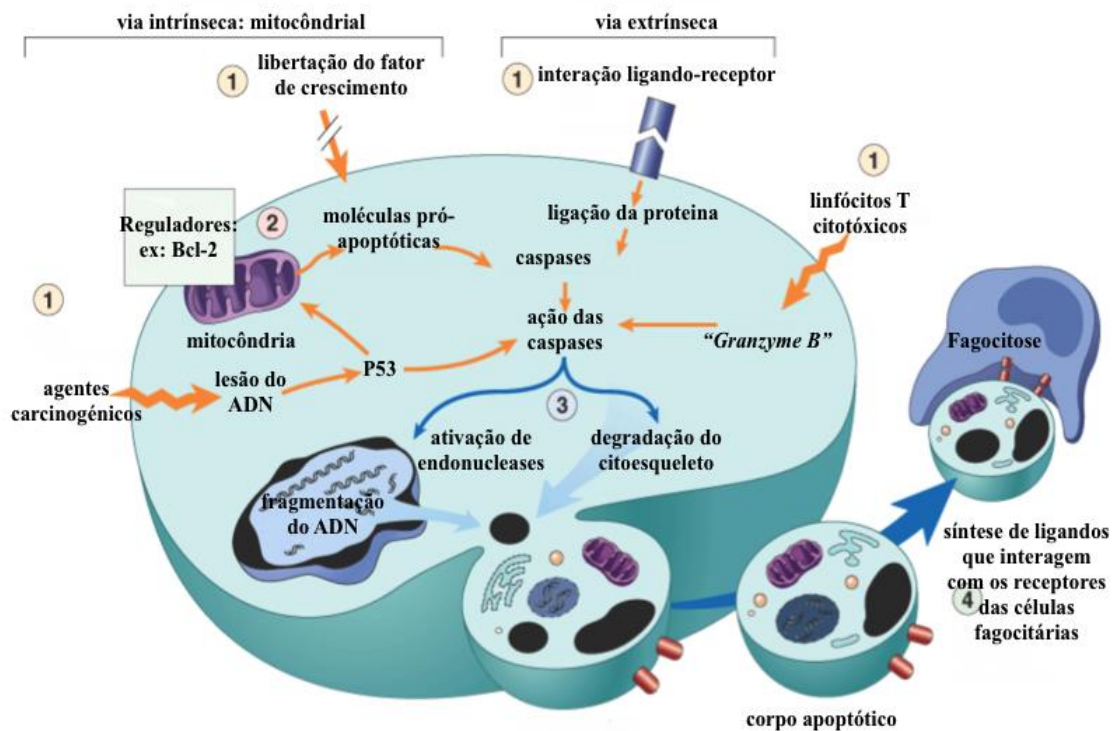 via intrínseca: mitocôndrial
via extrínseca
1
libertação do fator
de crescimento
1
interação ligando-receptor
1
linfócitos T
citotóxicos
Reguladores:
ex: Bcl-2
2
moléculas pró-
apoptóticas
ligação da proteina
caspases
1
mitocôndria
ação das
caspases
“Granzyme B”
Fagocitose
P53
agentes
carcinogénicos
lesão do
ADN
3
ativação de
endonucleases
degradação do
citoesqueleto
fragmentação
do ADN
síntese de ligandos
que interagem
com os receptores
4
das células
fagocitárias
corpo apoptótico